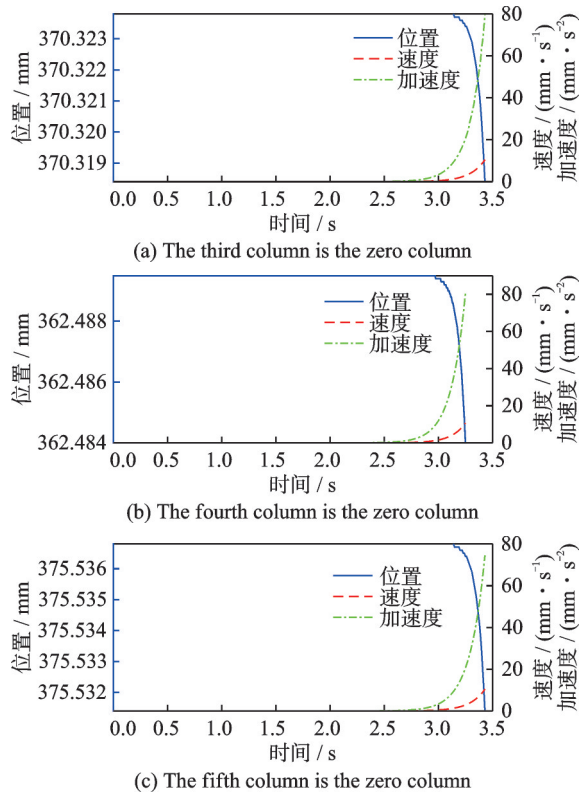 370.323
370.322
370.321
370.320
370.319
位置 / mm
位置
速度
加速度
80
60
40
20
0
速度 / (mm・s⁻¹)
加速度 / (mm・s⁻²)
0.0 0.5 1.0 1.5 2.0 2.5 3.0 3.5
时间 / s
(a) The third column is the zero column
362.488
362.486
362.484
位置 / mm
位置
速度
加速度
80
60
40
20
0
速度 / (mm・s⁻¹)
加速度 / (mm・s⁻²)
0.0 0.5 1.0 1.5 2.0 2.5 3.0 3.5
时间 / s
(b) The fourth column is the zero column
375.536
375.535
375.534
375.533
375.532
位置 / mm
位置
速度
加速度
80
60
40
20
0
速度 / (mm・s⁻¹)
加速度 / (mm・s⁻²)
0.0 0.5 1.0 1.5 2.0 2.5 3.0 3.5
时间 / s
(c) The fifth column is the zero column